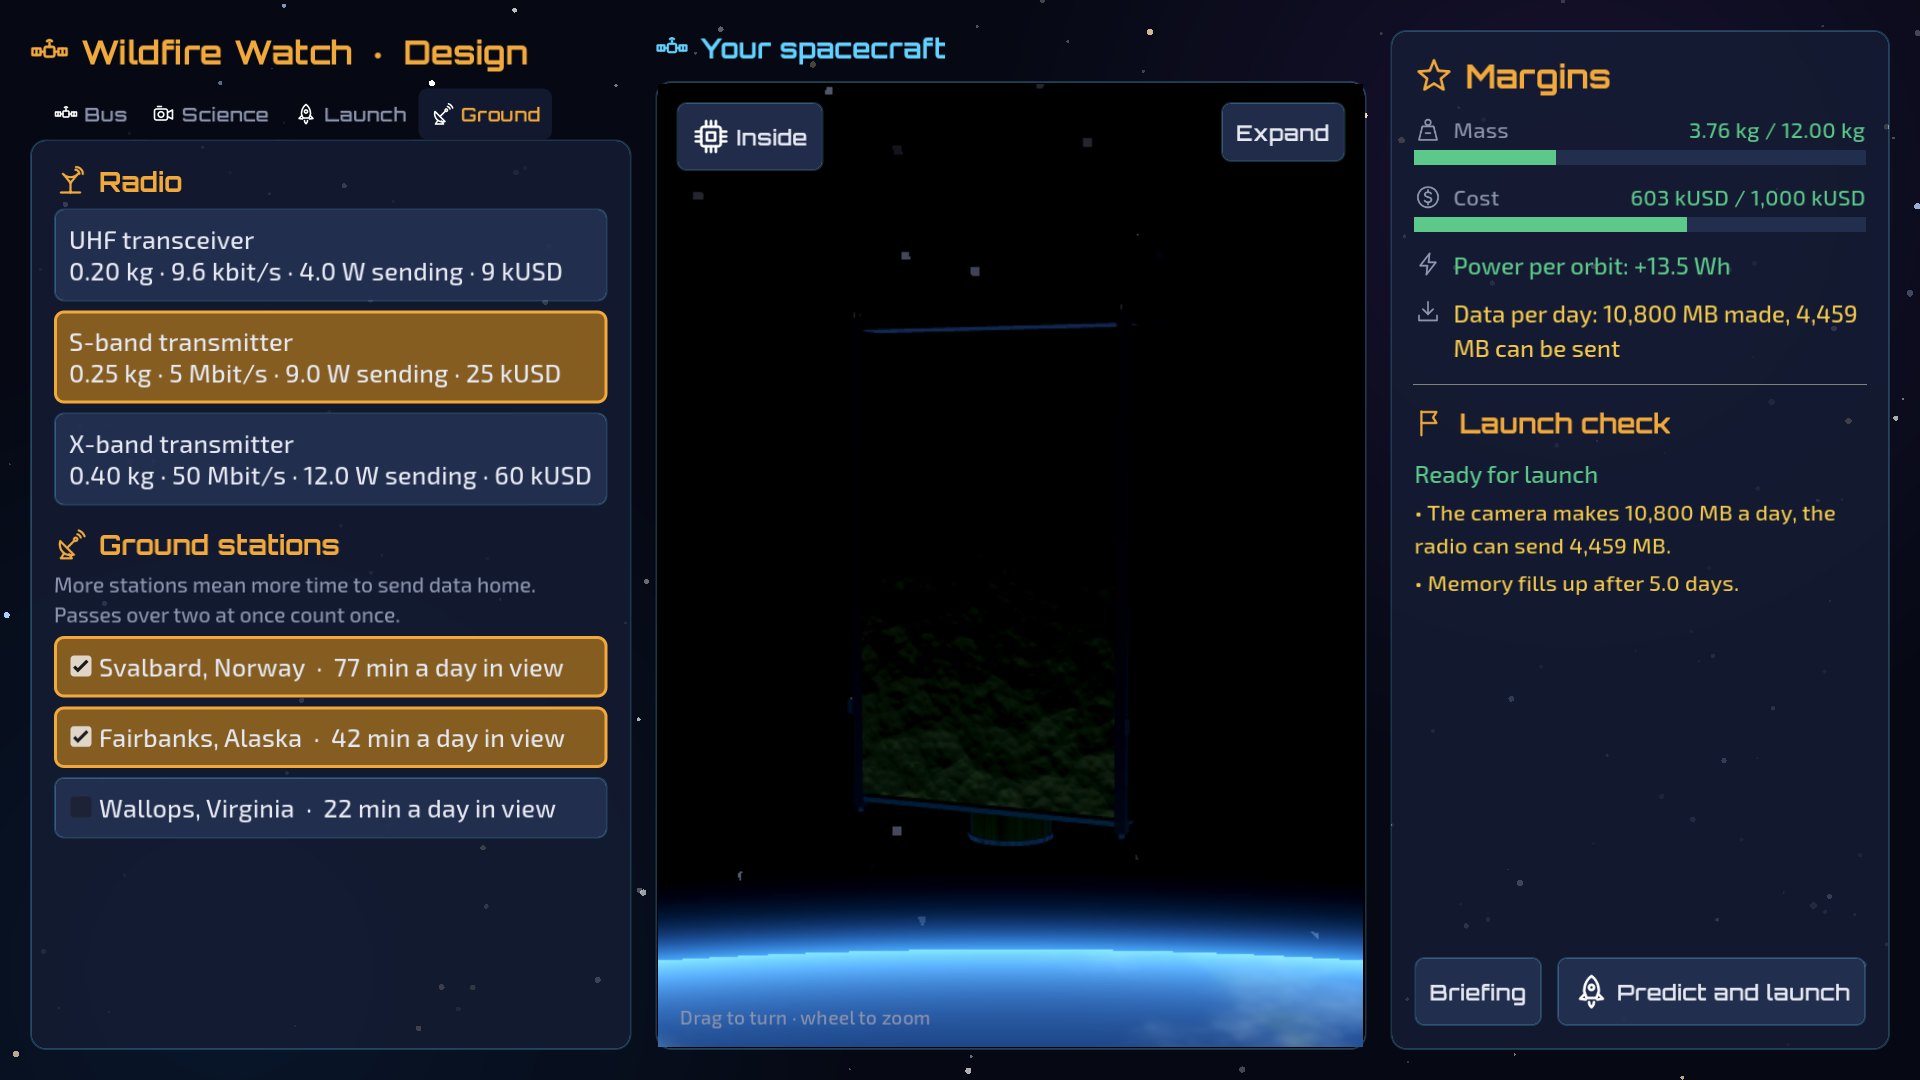 Wildfire Watch · Design
Bus
Science
Launch
Ground
Radio
UHF transceiver
0.20 kg · 9.6 kbit/s · 4.0 W sending · 9 kUSD
S-band transmitter
0.25 kg · 5 Mbit/s · 9.0 W sending · 25 kUSD
X-band transmitter
0.40 kg · 50 Mbit/s · 12.0 W sending · 60 kUSD
Ground stations
More stations mean more time to send data home.
Passes over two at once count once.
Svalbard, Norway · 77 min a day in view
Fairbanks, Alaska · 42 min a day in view
Wallops, Virginia · 22 min a day in view
Your spacecraft
Inside
Expand
Drag to turn · wheel to zoom
Margins
Mass 3.76 kg / 12.00 kg
Cost 603 kUSD / 1,000 kUSD
Power per orbit: +13.5 Wh
Data per day: 10,800 MB made, 4,459
MB can be sent
Launch check
Ready for launch
• The camera makes 10,800 MB a day, the
radio can send 4,459 MB.
• Memory fills up after 5.0 days.
Briefing
Predict and launch